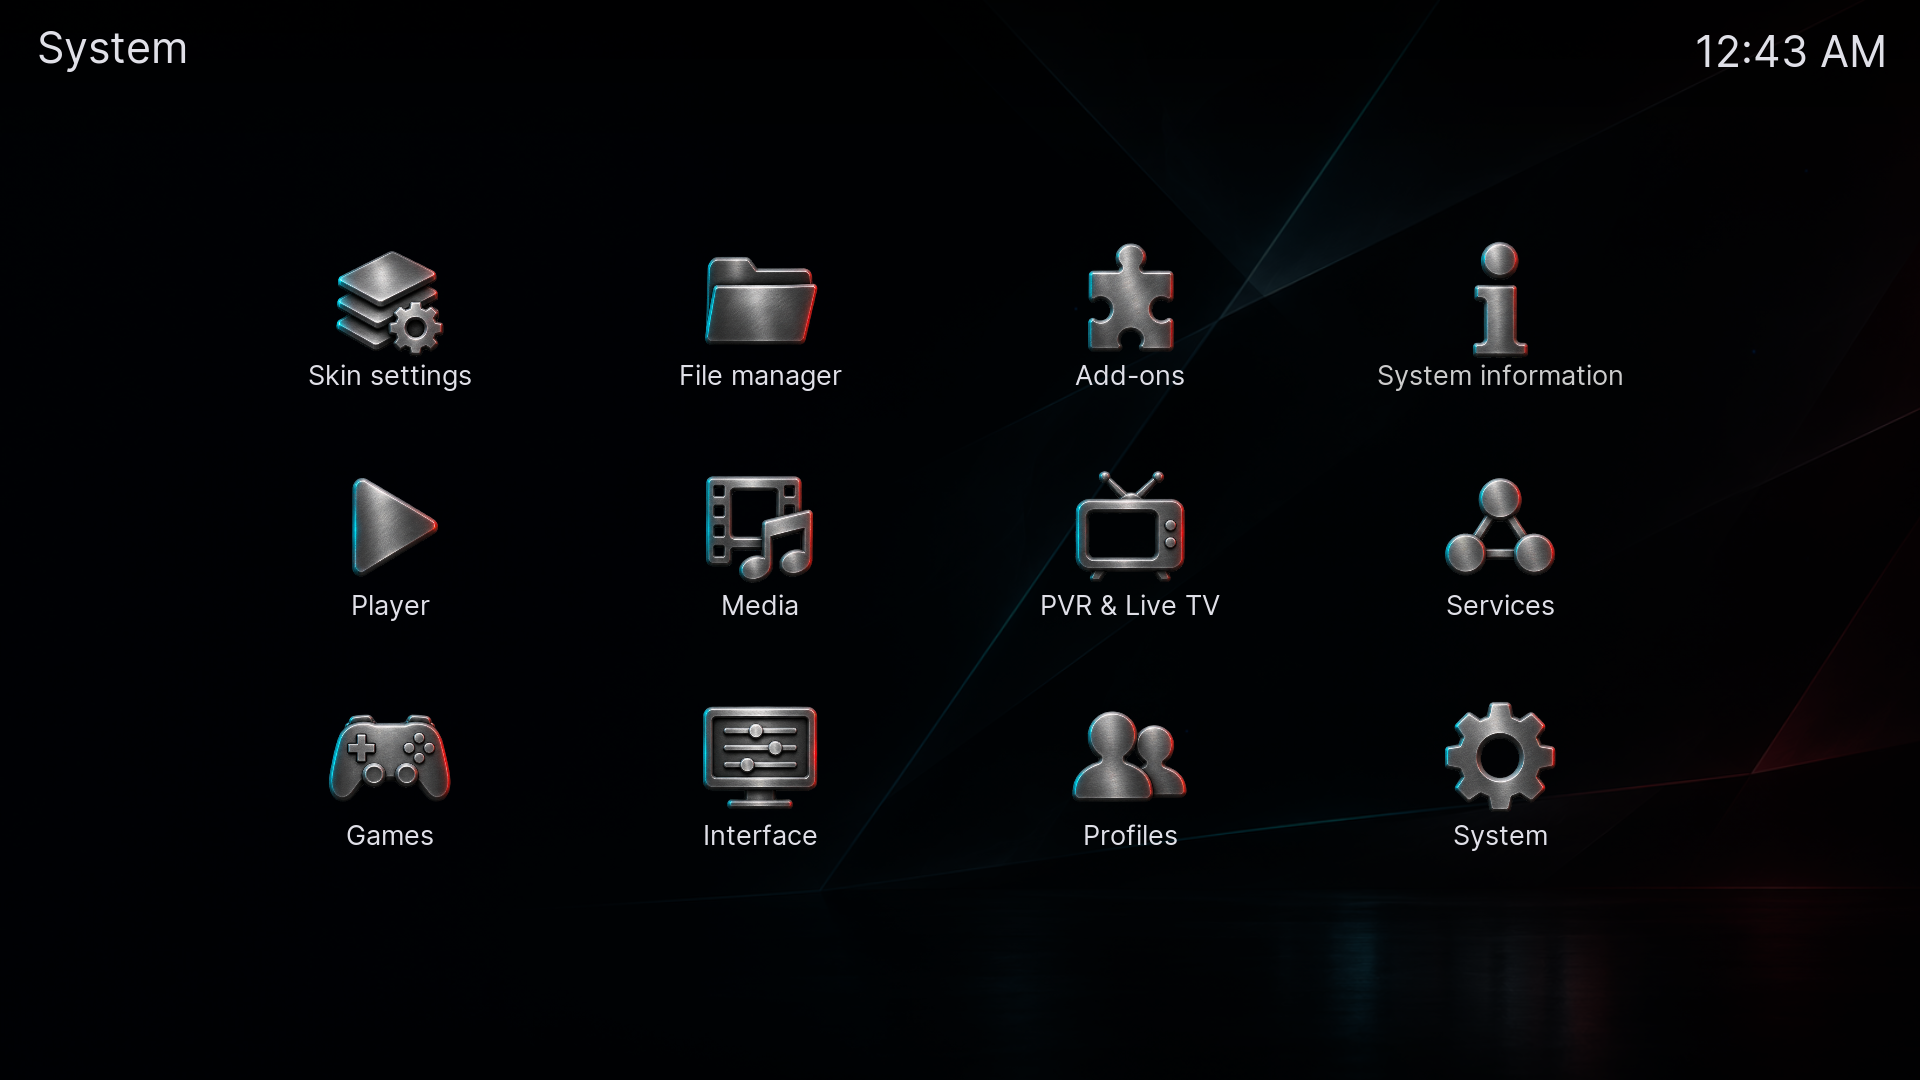 System
12:43 AM
Skin settings
File manager
Add-ons
System information
Player
Media
PVR & Live TV
Services
Games
Interface
Profiles
System